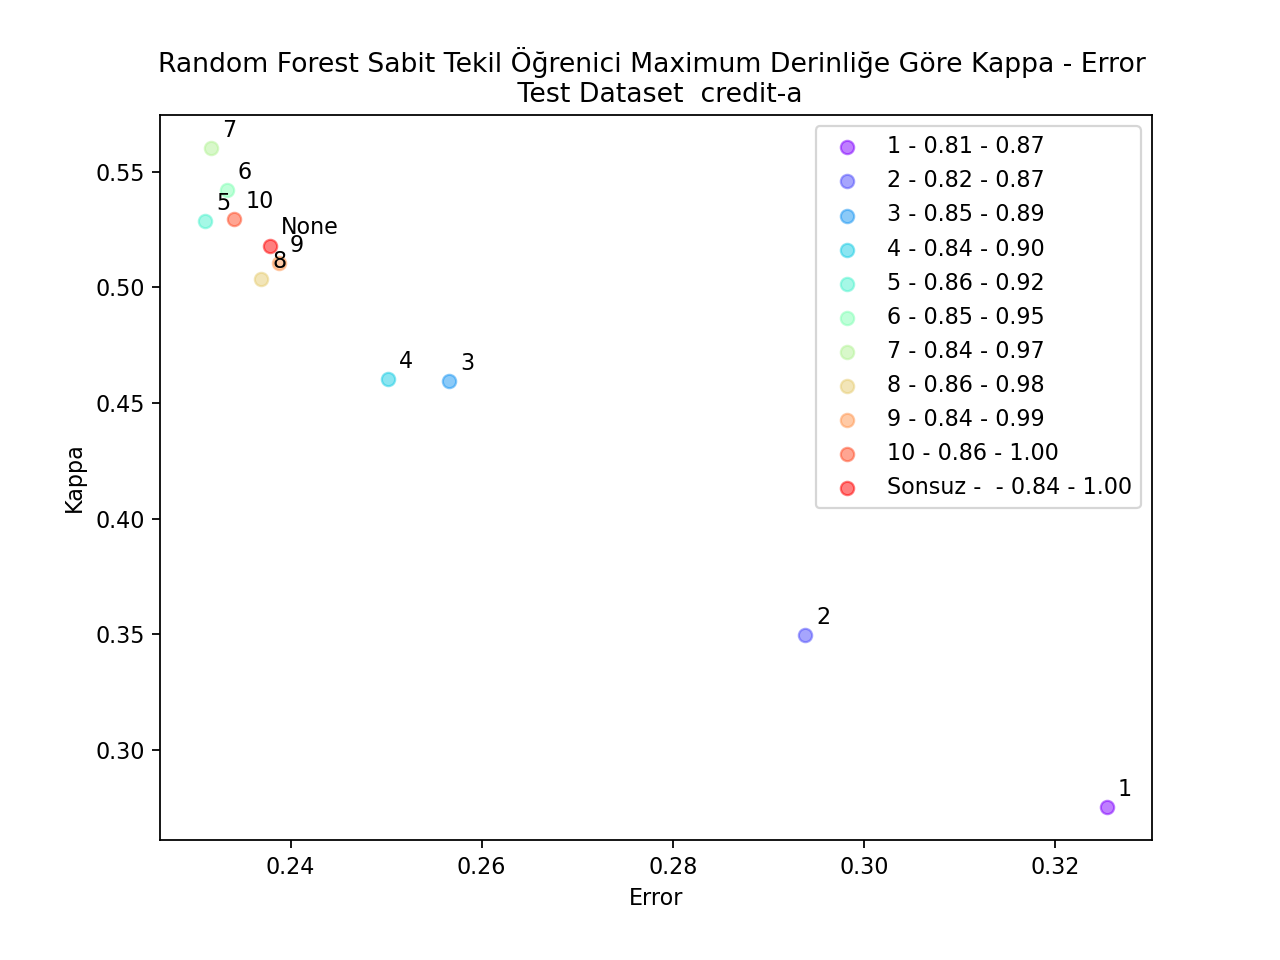 Random Forest Sabit Tekil Öğrenici Maximum Derinliğe Göre Kappa - Error
Test Dataset  credit-a
7
6
5
10
None
9
8
4
3
2
1
1 - 0.81 - 0.87
2 - 0.82 - 0.87
3 - 0.85 - 0.89
4 - 0.84 - 0.90
5 - 0.86 - 0.92
6 - 0.85 - 0.95
7 - 0.84 - 0.97
8 - 0.86 - 0.98
9 - 0.84 - 0.99
10 - 0.86 - 1.00
Sonsuz -  - 0.84 - 1.00
0.55
0.50
0.45
0.40
0.35
0.30
Kappa
0.24
0.26
0.28
0.30
0.32
Error